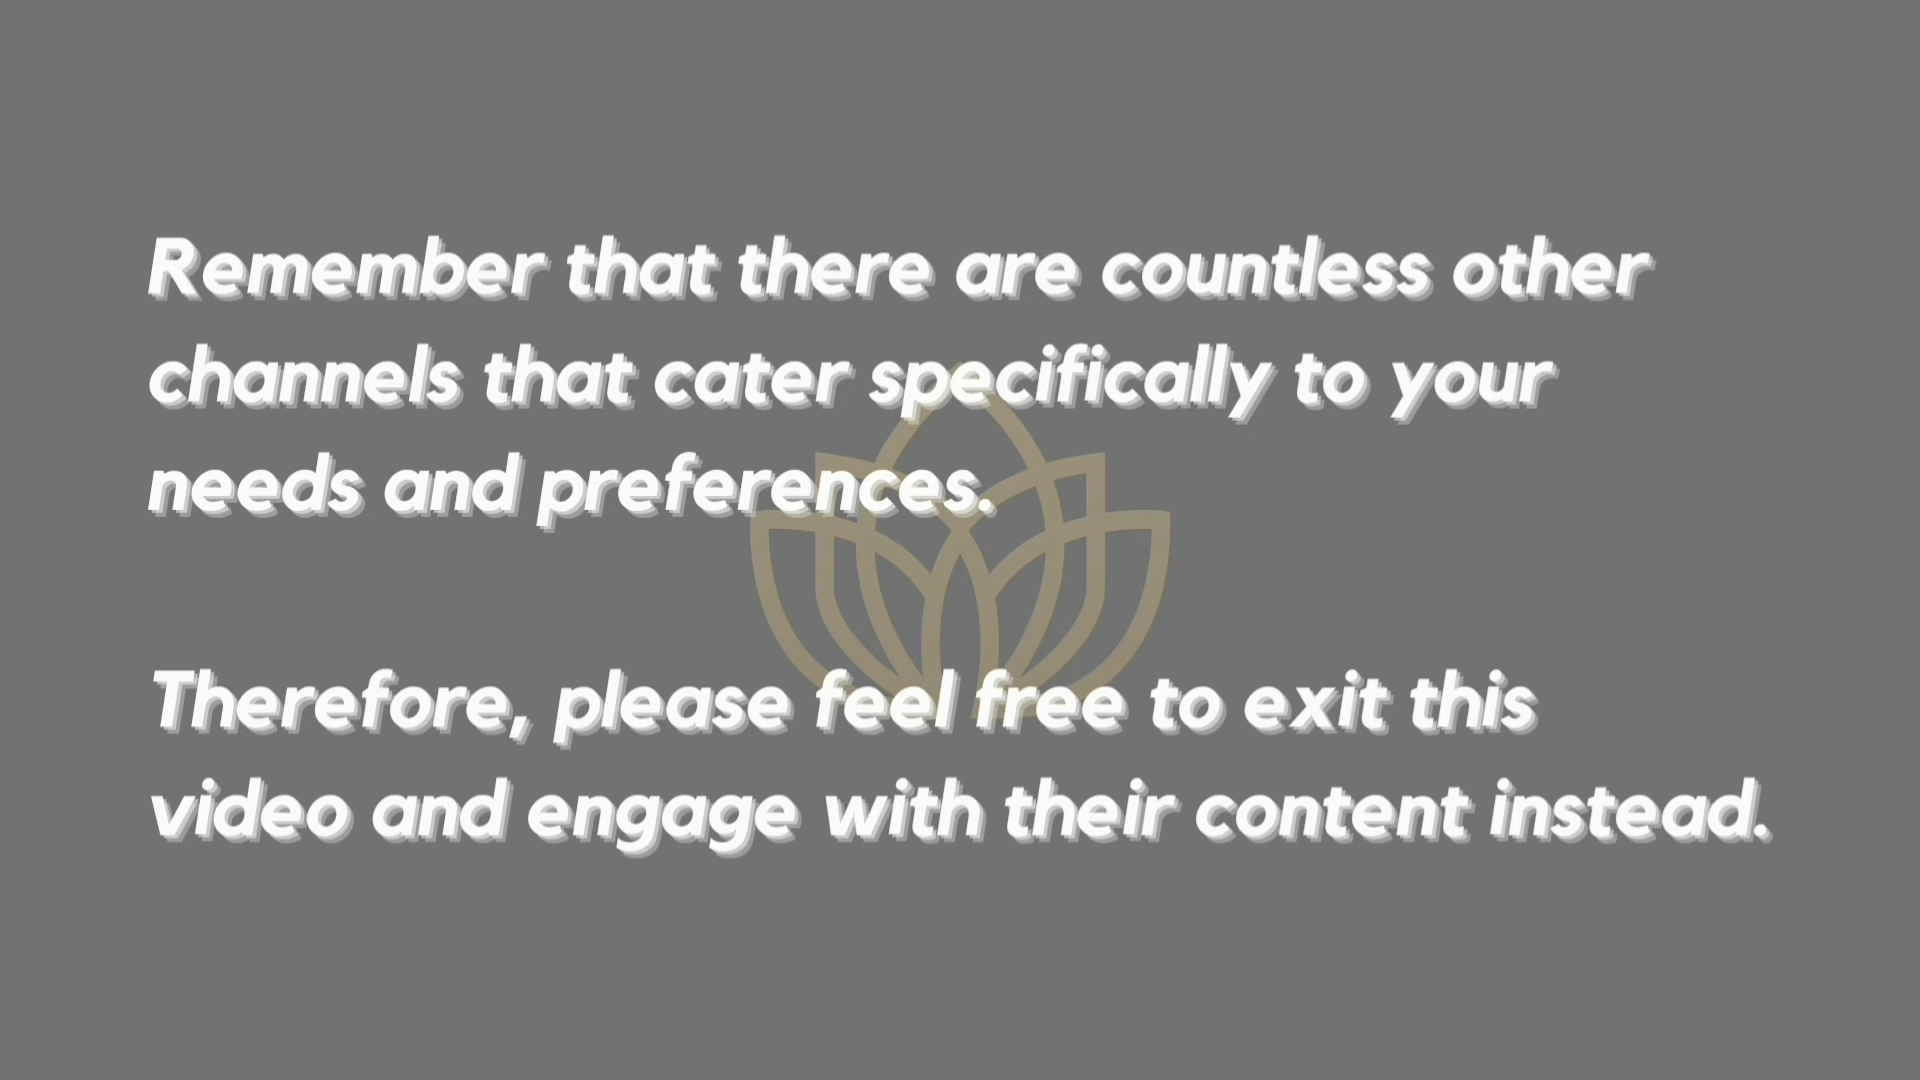 Remember that there are countless other
channels that cater specifically to your
needs and preferences.
Therefore, please feel free to exit this
video and engage with their content instead.